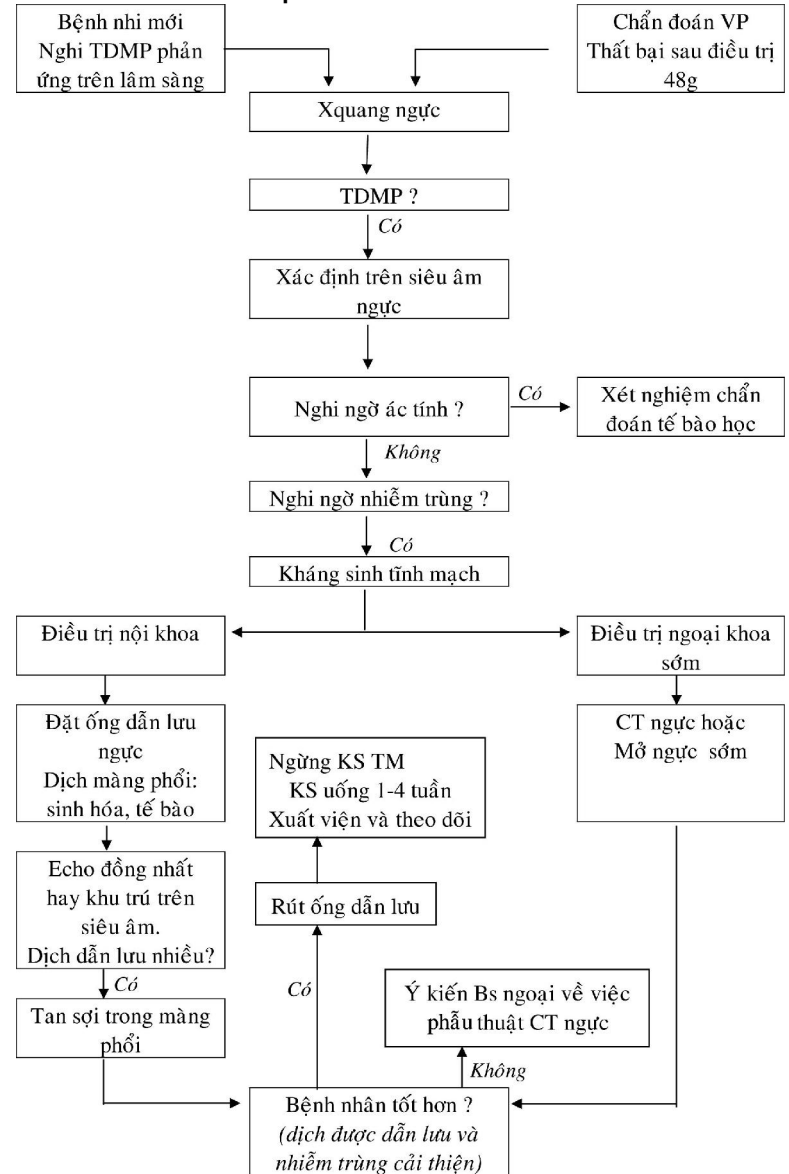 Bệnh nhi mới
Nghi TDMP phản
ứng trên lâm sàng
Chẩn đoán VP
Thất bại sau điều trị
48g
Xquang ngực
TDMP ?
Có
Xác định trên siêu âm
ngực
Nghi ngờ ác tính ?
Có
Xét nghiệm chẩn
đoán tế bào học
Không
Nghi ngờ nhiễm trùng ?
Có
Kháng sinh tĩnh mạch
Điều trị nội khoa
Điều trị ngoại khoa
sớm
Đặt ống dẫn lưu
ngực
Dịch màng phổi:
sinh hóa, tế bào
CT ngực hoặc
Mở ngực sớm
Ngừng KS TM
KS uống 1-4 tuần
Xuất viện và theo dõi
Echo đồng nhất
hay khu trú trên
siêu âm.
Dịch dẫn lưu nhiều?
Rút ống dẫn lưu
Có
Có
Ý kiến Bs ngoại về việc
phẫu thuật CT ngực
Tan sợi trong màng
phổi
Không
Bệnh nhân tốt hơn ?
(dịch được dẫn lưu và
nhiễm trùng cải thiện)